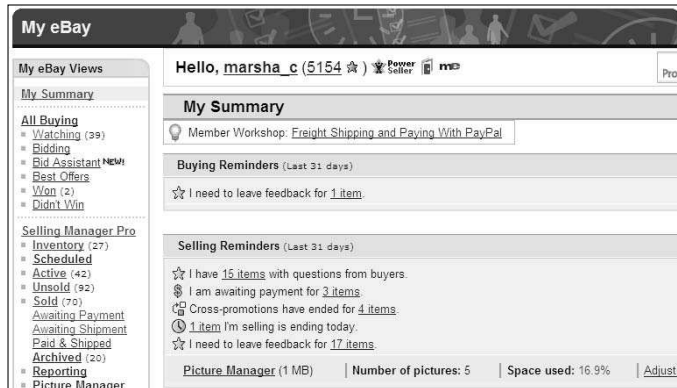 My eBay
My eBay Views
My Summary
All Buying
Watching (39)
Bidding
Bid Assistant NEW!
Best Offers
Won (2)
Didn't Win
Selling Manager Pro
Inventory (27)
Scheduled
Active (42)
Unsold (92)
Sold (70)
Awaiting Payment
Awaiting Shipment
Paid & Shipped
Archived (20)
Reporting
Picture Manager
Hello, marsha_c (5154) Power Seller me
Pro
My Summary
Member Workshop: Freight Shipping and Paying With PayPal
Buying Reminders (Last 31 days)
I need to leave feedback for 1 item.
Selling Reminders (Last 31 days)
I have 15 items with questions from buyers.
I am awaiting payment for 3 items.
Cross-promotions have ended for 4 items.
1 item I'm selling is ending today.
I need to leave feedback for 17 items.
Picture Manager (1 MB) | Number of pictures: 5 | Space used: 16.9% | Adjust